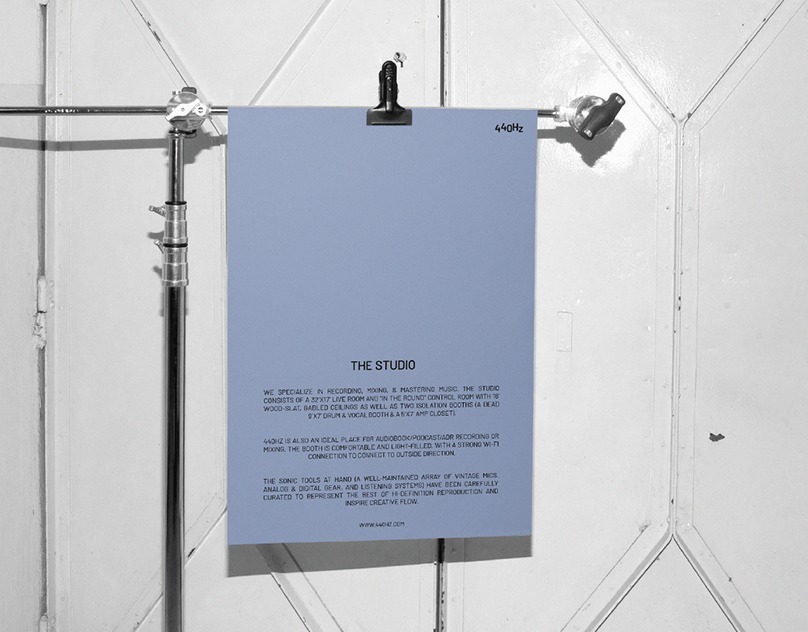 440Hz
THE STUDIO
WE SPECIALIZE IN RECORDING, MIXING, & MASTERING MUSIC. THE STUDIO
CONSISTS OF A 32'X17' LIVE ROOM AND "IN THE ROUND" CONTROL ROOM WITH 16'
WOOD-SLAT, GABLED CEILINGS AS WELL AS TWO ISOLATION BOOTHS (A DEAD
9'X7' DRUM & VOCAL BOOTH & A 5'X7' AMP CLOSET).
440HZ IS ALSO AN IDEAL PLACE FOR AUDIOBOOK/PODCAST/ADR RECORDING OR
MIXING. THE BOOTH IS COMFORTABLE AND LIGHT-FILLED, WITH A STRONG WI-FI
CONNECTION TO CONNECT TO OUTSIDE DIRECTION.
THE SONIC TOOLS AT HAND (A WELL-MAINTAINED ARRAY OF VINTAGE MICS,
ANALOG & DIGITAL GEAR, AND LISTENING SYSTEMS) HAVE BEEN CAREFULLY
CURATED TO REPRESENT THE BEST OF HI-DEFINITION REPRODUCTION AND
INSPIRE CREATIVE FLOW.
WWW.440HZ.COM